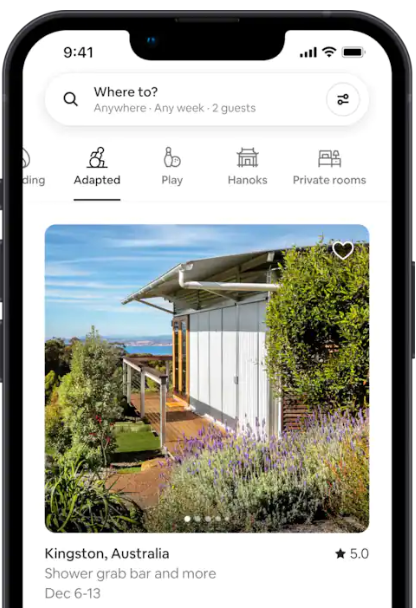 9:41
Where to?
Anywhere · Any week · 2 guests
ding
Adapted
Play
Hanoks
Private rooms
Kingston, Australia
★ 5.0
Shower grab bar and more
Dec 6-13